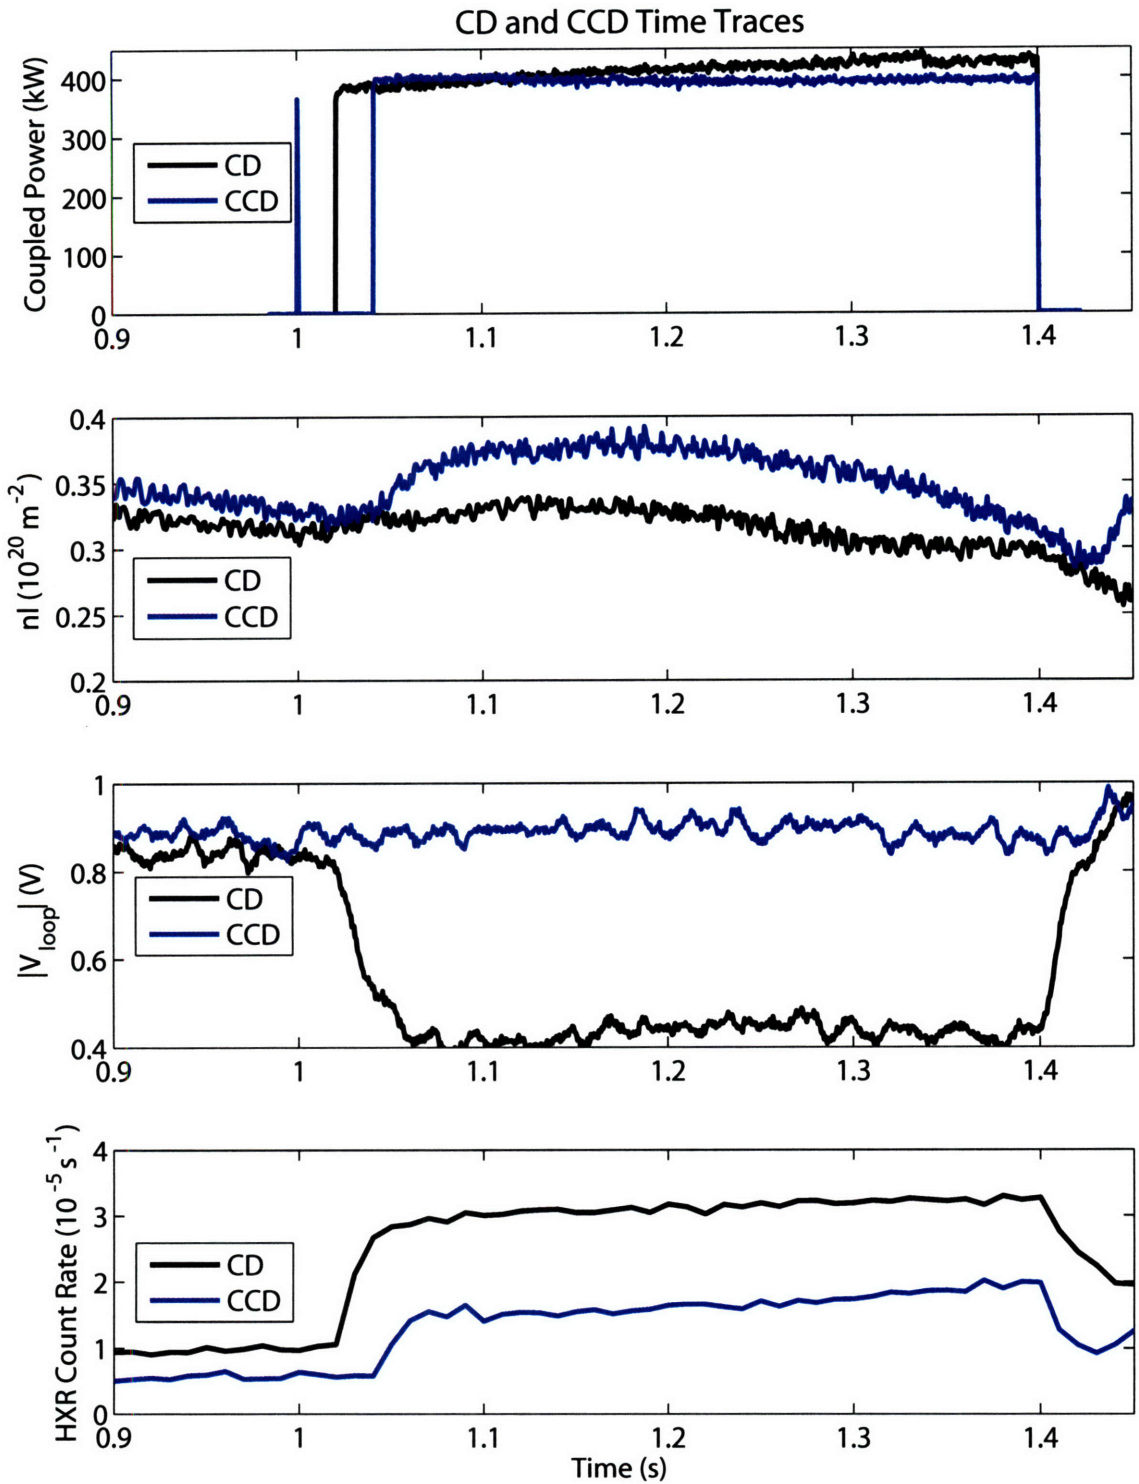 CD and CCD Time Traces
Coupled Power (kW)
400
300
200
100
0
CD
CCD
0.9 1 1.1 1.2 1.3 1.4
nl (10^20 m^-2)
0.4
0.35
0.3
0.25
0.2
CD
CCD
0.9 1 1.1 1.2 1.3 1.4
|V_loop| (V)
1
0.8
0.6
0.4
CD
CCD
0.9 1 1.1 1.2 1.3 1.4
HXR Count Rate (10^-5 s^-1)
4
3
2
1
0
CD
CCD
0.9 1 1.1 1.2 1.3 1.4
Time (s)